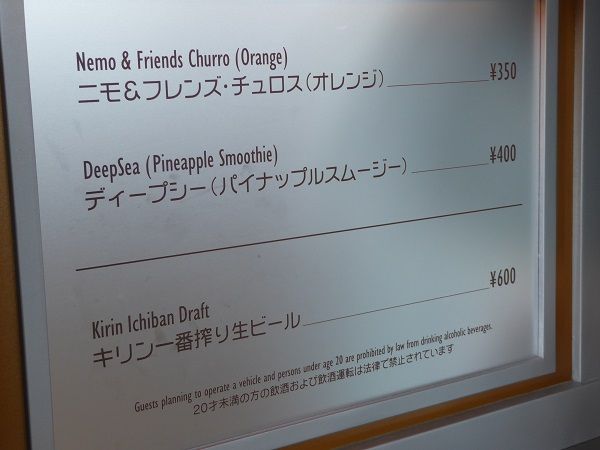 Nemo & Friends Churro (Orange)
ニモ&フレンズ・チュロス(オレンジ) ¥350
DeepSea (Pineapple Smoothie)
ディープシー(パイナップルスムージー) ¥400
Kirin Ichiban Draft
キリン一番搾り生ビール ¥600
Guests planning to operate a vehicle and persons under age 20 are prohibited by law from drinking alcoholic beverages.
20才未満の方の飲酒および飲酒運転は法律で禁止されています